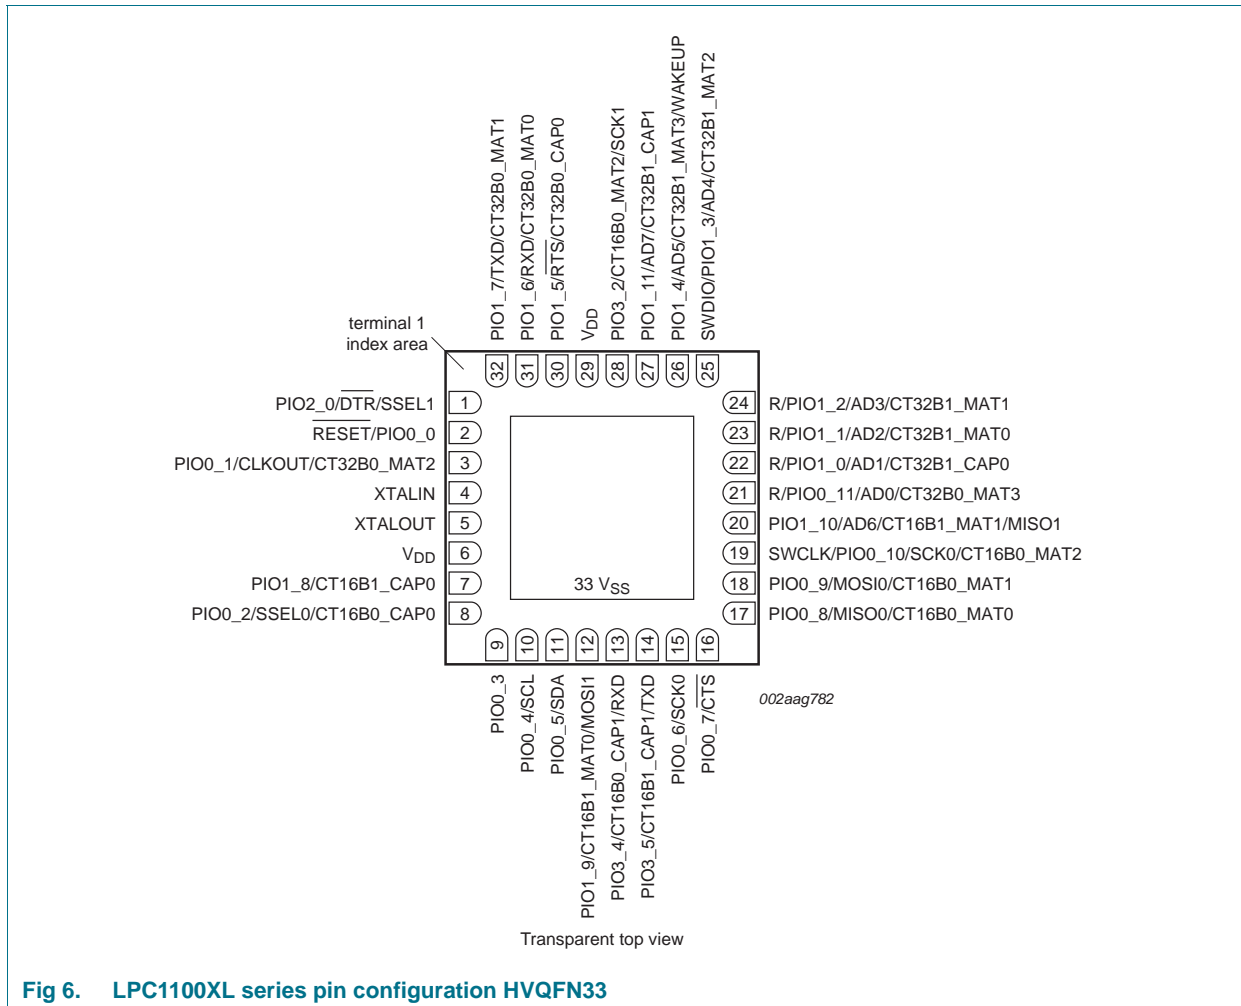 PIO1_7/TXD/CT32B0_MAT1
PIO1_6/RXD/CT32B0_MAT0
PIO1_5/RTS/CT32B0_CAP0
VDD
PIO3_2/CT16B0_MAT2/SCK1
PIO1_11/AD7/CT32B1_CAP1
PIO1_4/AD5/CT32B1_MAT3/WAKEUP
SWDIO/PIO1_3/AD4/CT32B1_MAT2
terminal 1
index area
32 31 30 29 28 27 26 25
PIO2_0/DTR/SSEL1 1
24 R/PIO1_2/AD3/CT32B1_MAT1
RESET/PIO0_0 2
23 R/PIO1_1/AD2/CT32B1_MAT0
PIO0_1/CLKOUT/CT32B0_MAT2 3
22 R/PIO1_0/AD1/CT32B1_CAP0
XTALIN 4
21 R/PIO0_11/AD0/CT32B0_MAT3
XTALOUT 5
20 PIO1_10/AD6/CT16B1_MAT1/MISO1
VDD 6
19 SWCLK/PIO0_10/SCK0/CT16B0_MAT2
PIO1_8/CT16B1_CAP0 7
33 VSS
18 PIO0_9/MOSI0/CT16B0_MAT1
PIO0_2/SSEL0/CT16B0_CAP0 8
17 PIO0_8/MISO0/CT16B0_MAT0
9 10 11 12 13 14 15 16
PIO0_3
PIO0_4/SCL
PIO0_5/SDA
PIO1_9/CT16B1_MAT0/MOSI1
PIO3_4/CT16B0_CAP1/RXD
PIO3_5/CT16B1_CAP1/TXD
PIO0_6/SCK0
PIO0_7/CTS
002aag782
Transparent top view
Fig 6. LPC1100XL series pin configuration HVQFN33